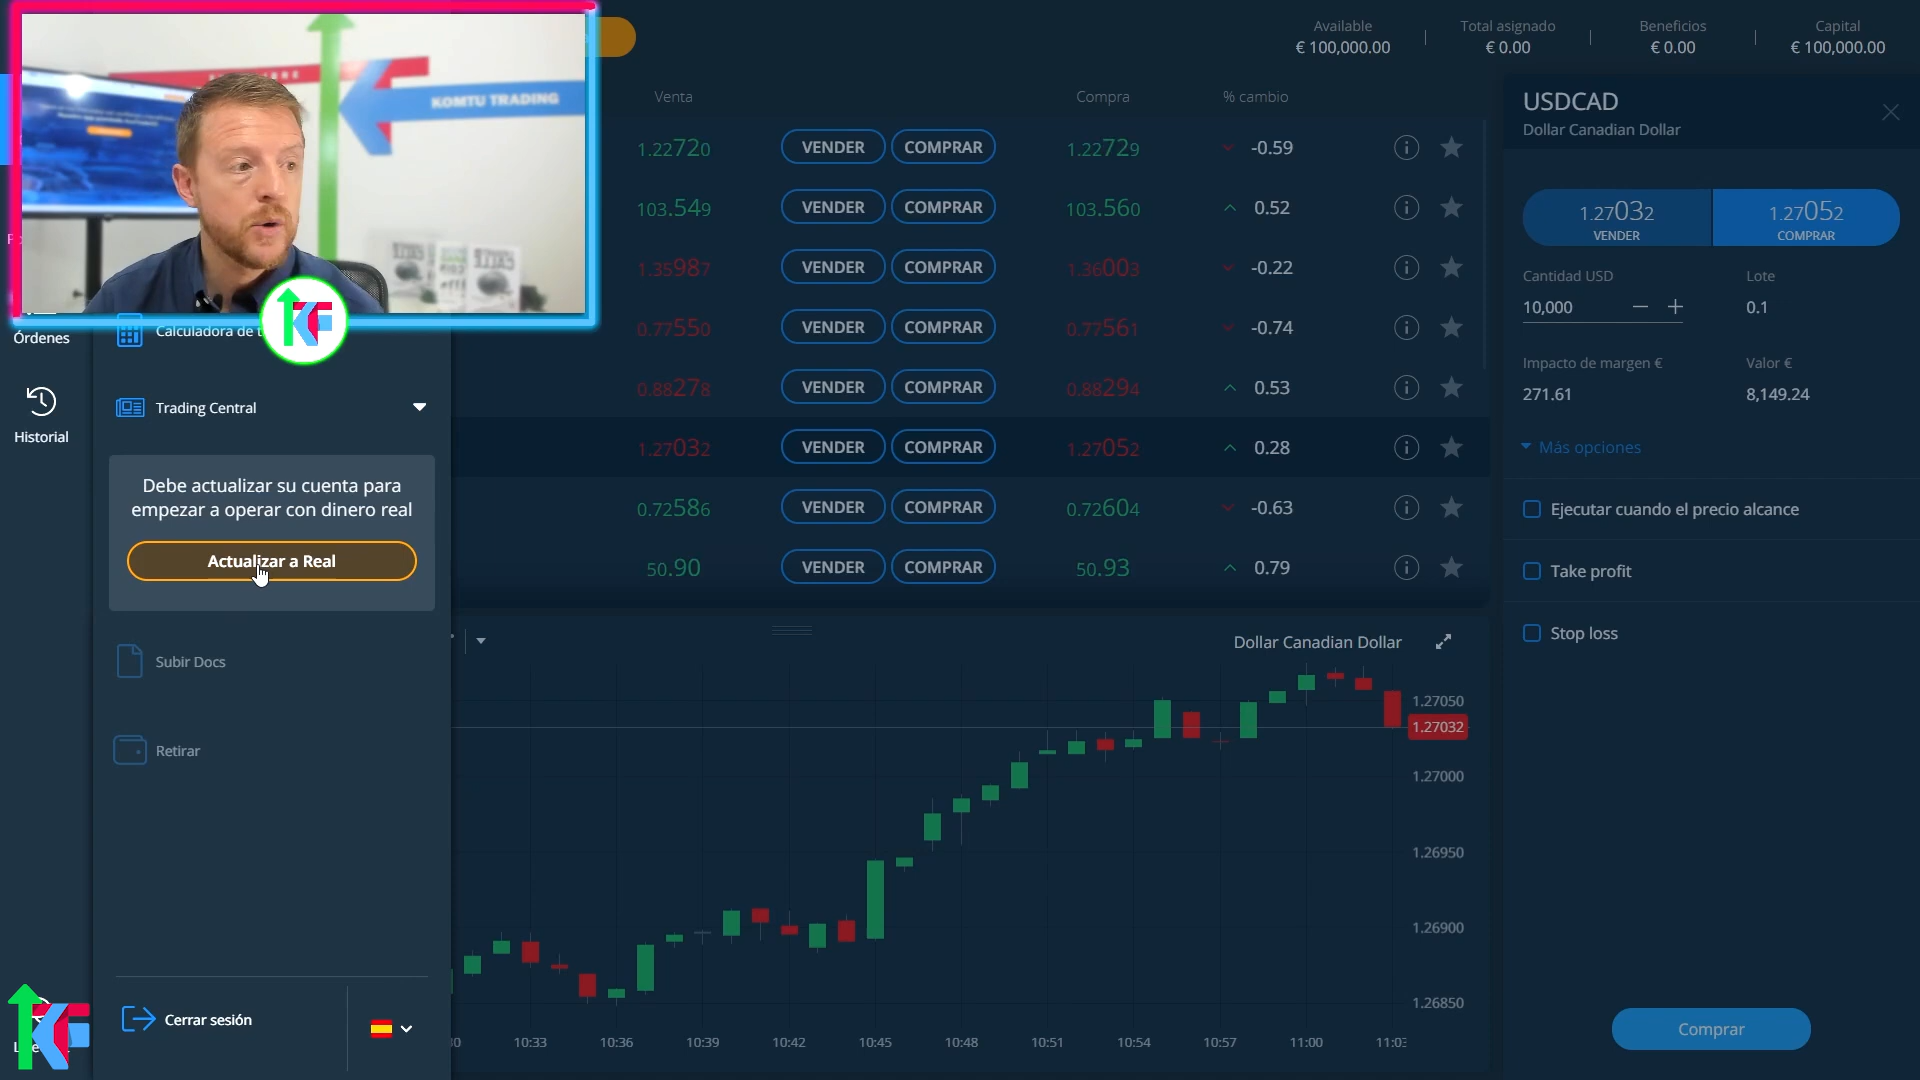 KOMTU TRADING
Available
€ 100,000.00
Total asignado
€ 0.00
Beneficios
€ 0.00
Capital
€ 100,000.00
Venta
Compra
% cambio
1.22720
VENDER
COMPRAR
1.22729
-0.59
103.549
VENDER
COMPRAR
103.560
0.52
1.35987
VENDER
COMPRAR
1.36003
-0.22
0.77550
VENDER
COMPRAR
0.77561
-0.74
0.88278
VENDER
COMPRAR
0.88294
0.53
1.27032
VENDER
COMPRAR
1.27052
0.28
0.72586
VENDER
COMPRAR
0.72604
-0.63
50.90
VENDER
COMPRAR
50.93
0.79
USDCAD
Dollar Canadian Dollar
1.27032
VENDER
1.27052
COMPRAR
Cantidad USD
Lote
10,000
0.1
Impacto de margen €
Valor €
271.61
8,149.24
Más opciones
Ejecutar cuando el precio alcance
Take profit
Stop loss
Comprar
Órdenes
Historial
Calculadora de
Trading Central
Debe actualizar su cuenta para
empezar a operar con dinero real
Actualizar a Real
Subir Docs
Retirar
Cerrar sesión
Dollar Canadian Dollar
1.27050
1.27032
1.27000
1.26950
1.26900
1.26850
10:33
10:36
10:39
10:42
10:45
10:48
10:51
10:54
10:57
11:00